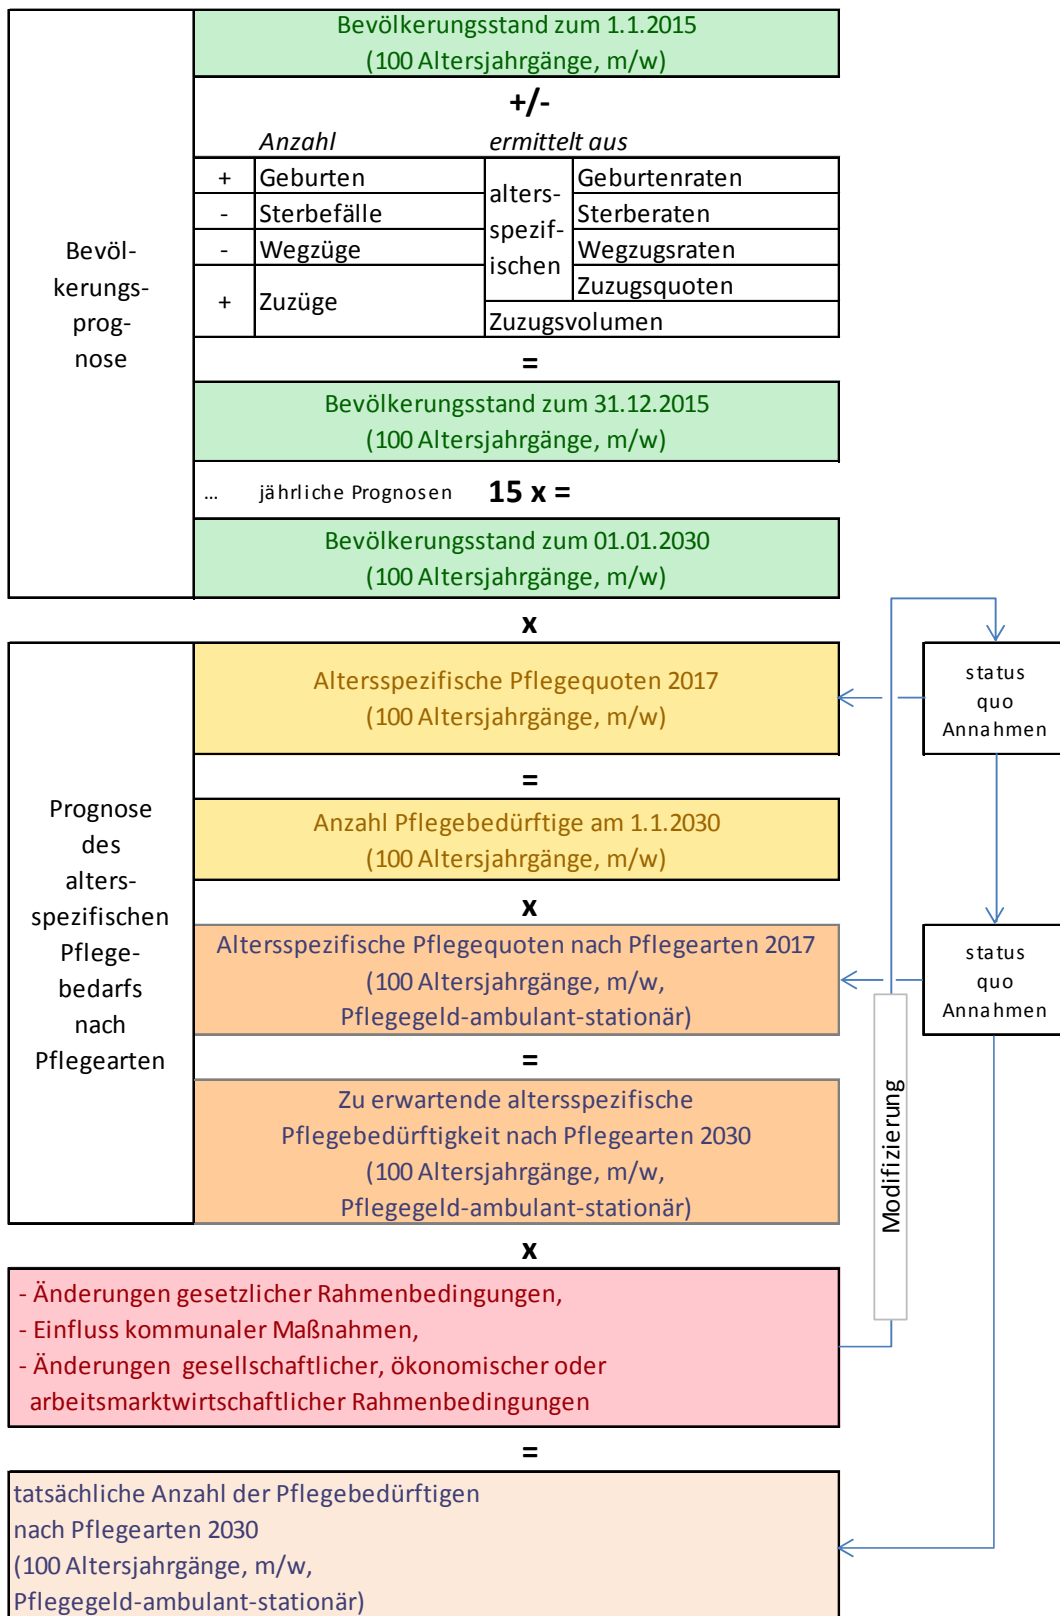 Bevölkerungsstand zum 1.1.2015
(100 Altersjahrgänge, m/w)
+/-
Anzahl ermittelt aus
+ Geburten
- Sterbefälle
- Wegzüge
+ Zuzüge
alters-
spezif-
ischen
Geburtenraten
Sterberaten
Wegzugsraten
Zuzugsquoten
Zuzugsvolumen
Bevöl-
kerungs-
prog-
nose
=
Bevölkerungsstand zum 31.12.2015
(100 Altersjahrgänge, m/w)
... jährliche Prognosen 15 x =
Bevölkerungsstand zum 01.01.2030
(100 Altersjahrgänge, m/w)
x
Altersspezifische Pflegequoten 2017
(100 Altersjahrgänge, m/w)
status
quo
Annahmen
=
Anzahl Pflegebedürftige am 1.1.2030
(100 Altersjahrgänge, m/w)
Prognose
des
alters-
spezifischen
Pflege-
bedarfs
nach
Pflegearten
x
Altersspezifische Pflegequoten nach Pflegearten 2017
(100 Altersjahrgänge, m/w,
Pflegegeld-ambulant-stationär)
status
quo
Annahmen
=
Zu erwartende altersspezifische
Pflegebedürftigkeit nach Pflegearten 2030
(100 Altersjahrgänge, m/w,
Pflegegeld-ambulant-stationär)
Modifizierung
x
- Änderungen gesetzlicher Rahmenbedingungen,
- Einfluss kommunaler Maßnahmen,
- Änderungen gesellschaftlicher, ökonomischer oder
arbeitsmarktwirtschaftlicher Rahmenbedingungen
=
tatsächliche Anzahl der Pflegebedürftigen
nach Pflegearten 2030
(100 Altersjahrgänge, m/w,
Pflegegeld-ambulant-stationär)